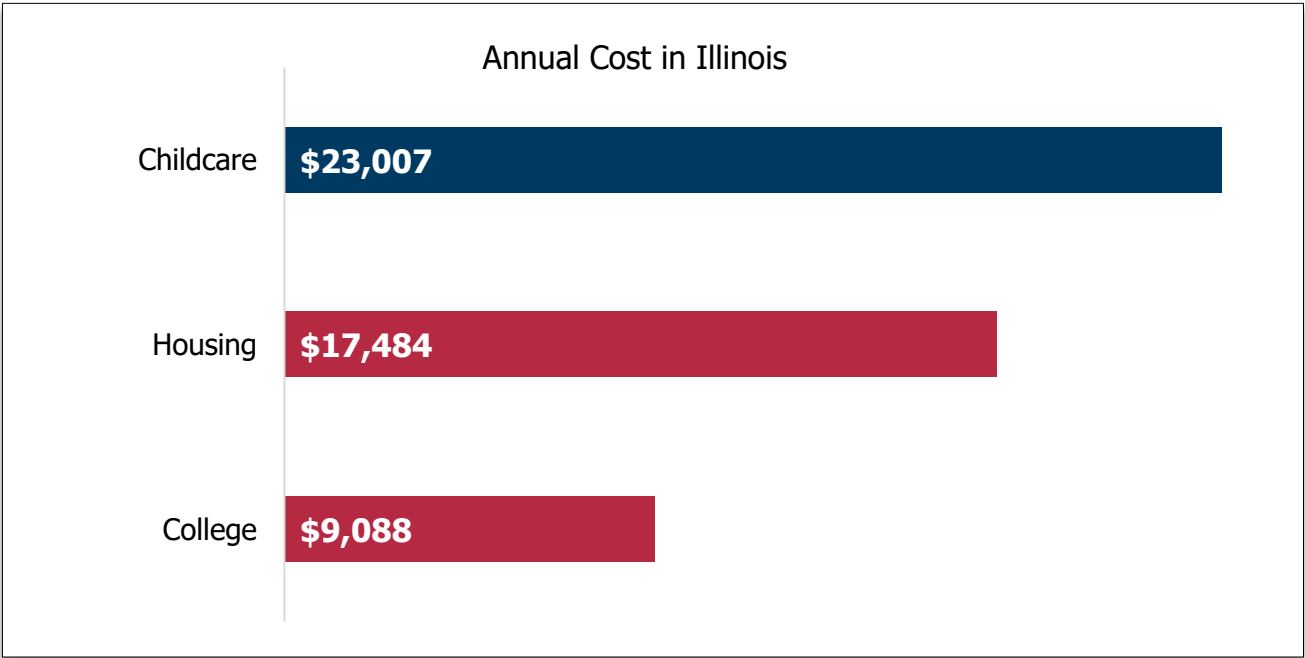 Annual Cost in Illinois
Childcare $23,007
Housing $17,484
College $9,088